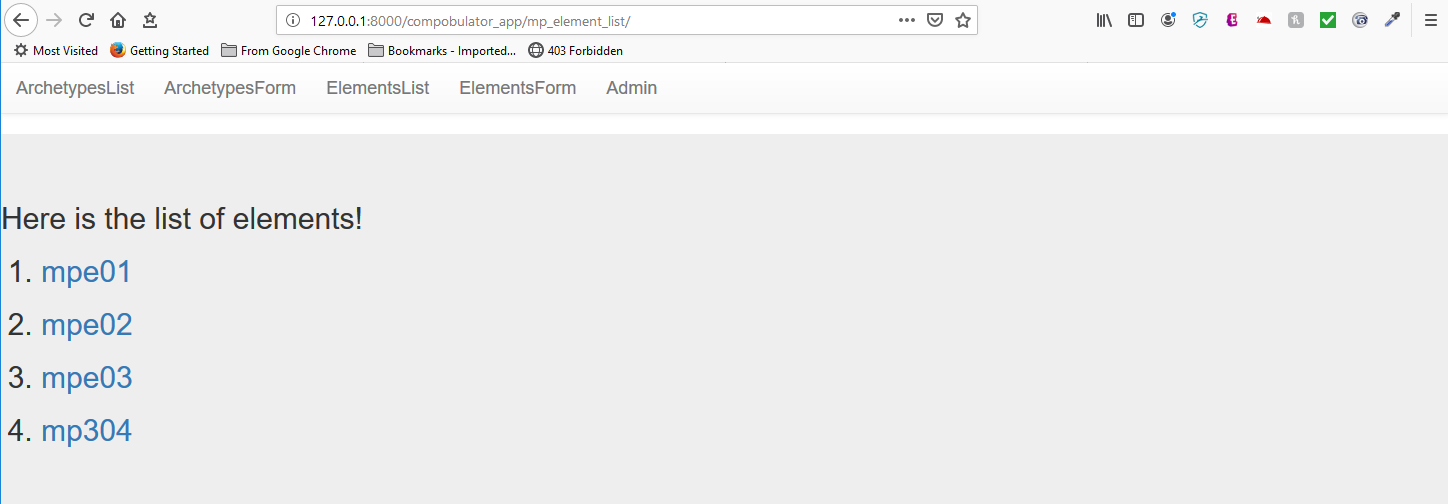 127.0.0.1:8000/compobulator_app/mp_element_list/
Most Visited Getting Started From Google Chrome Bookmarks - Imported... 403 Forbidden
ArchetypesList ArchetypesForm ElementsList ElementsForm Admin
Here is the list of elements!
1. mpe01
2. mpe02
3. mpe03
4. mp304